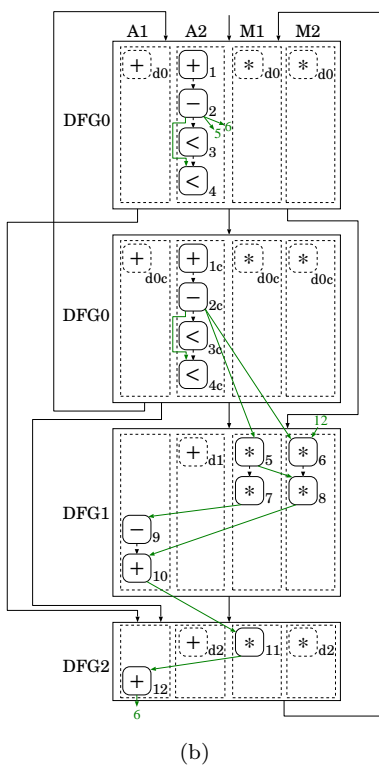 A1 A2 M1 M2
+ d0 + 1 * d0 * d0
DFG0 − 2
5 6
< 3
< 4
+ d0c + 1c * d0c * d0c
DFG0 − 2c
< 3c
< 4c
12
+ d1 * 5 * 6
DFG1 * 7 * 8
− 9
+ 10
DFG2 + d2 * 11 * d2
+ 12
6
(b)